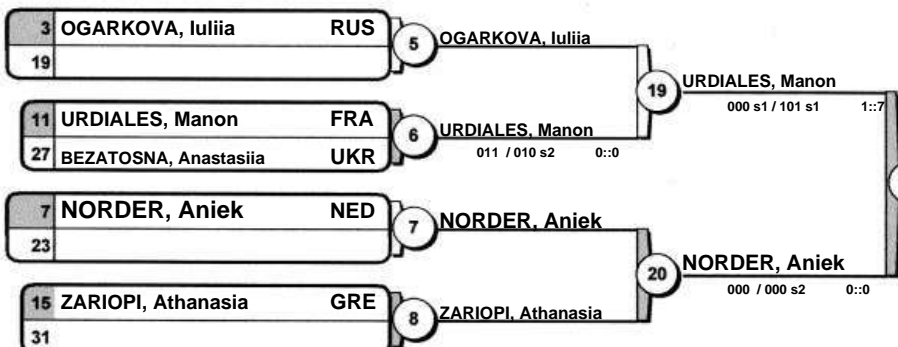 3 OGARKOVA, Iuliia RUS
19
5 OGARKOVA, Iuliia
11 URDIALES, Manon FRA
27 BEZATOSNA, Anastasiia UKR
6 URDIALES, Manon
011 / 010 s2 0::0
19 URDIALES, Manon
000 s1 / 101 s1 1::7
7 NORDER, Aniek NED
23
7 NORDER, Aniek
15 ZARIOPI, Athanasia GRE
31
8 ZARIOPI, Athanasia
20 NORDER, Aniek
000 / 000 s2 0::0